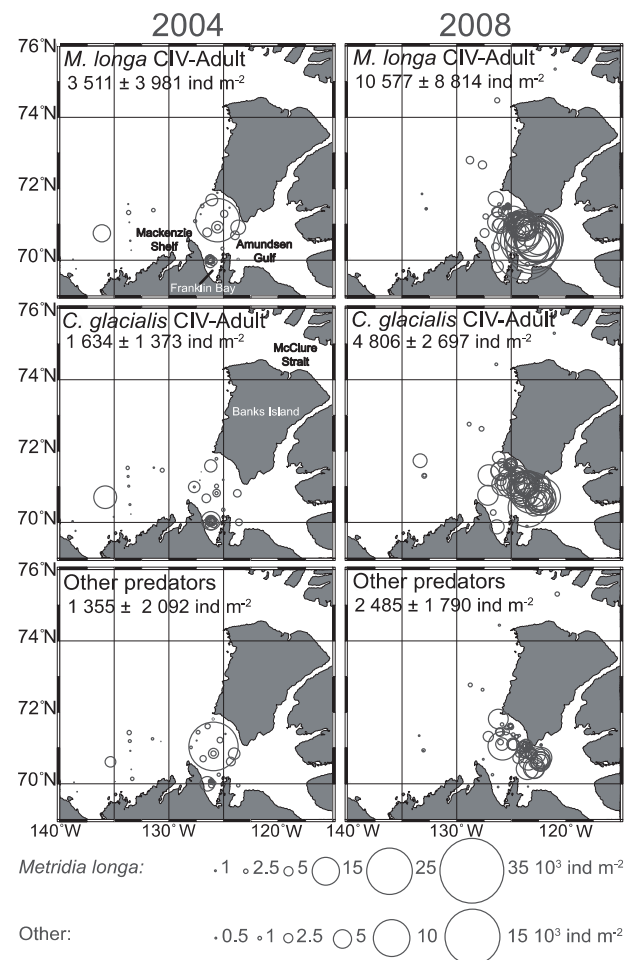 2004 2008
76°N
M. longa CIV-Adult
3 511 ± 3 981 ind m-2
M. longa CIV-Adult
10 577 ± 8 814 ind m-2
74°N
72°N
Mackenzie
Shelf
Amundsen
Gulf
70°N
Franklin Bay
76°N
C. glacialis CIV-Adult
1 634 ± 1 373 ind m-2
C. glacialis CIV-Adult
4 806 ± 2 697 ind m-2
McClure
Strait
74°N
Banks Island
72°N
70°N
76°N
Other predators
1 355 ± 2 092 ind m-2
Other predators
2 485 ± 1 790 ind m-2
74°N
72°N
70°N
140°W 130°W 120°W 140°W 130°W 120°W
Metridia longa: 1 2.5 5 15 25 35 10³ ind m-2
Other: 0.5 1 2.5 5 10 15 10³ ind m-2